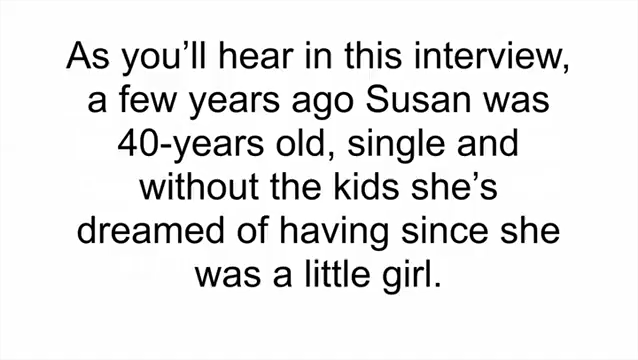 As you’ll hear in this interview,
a few years ago Susan was
40-years old, single and
without the kids she’s
dreamed of having since she
was a little girl.